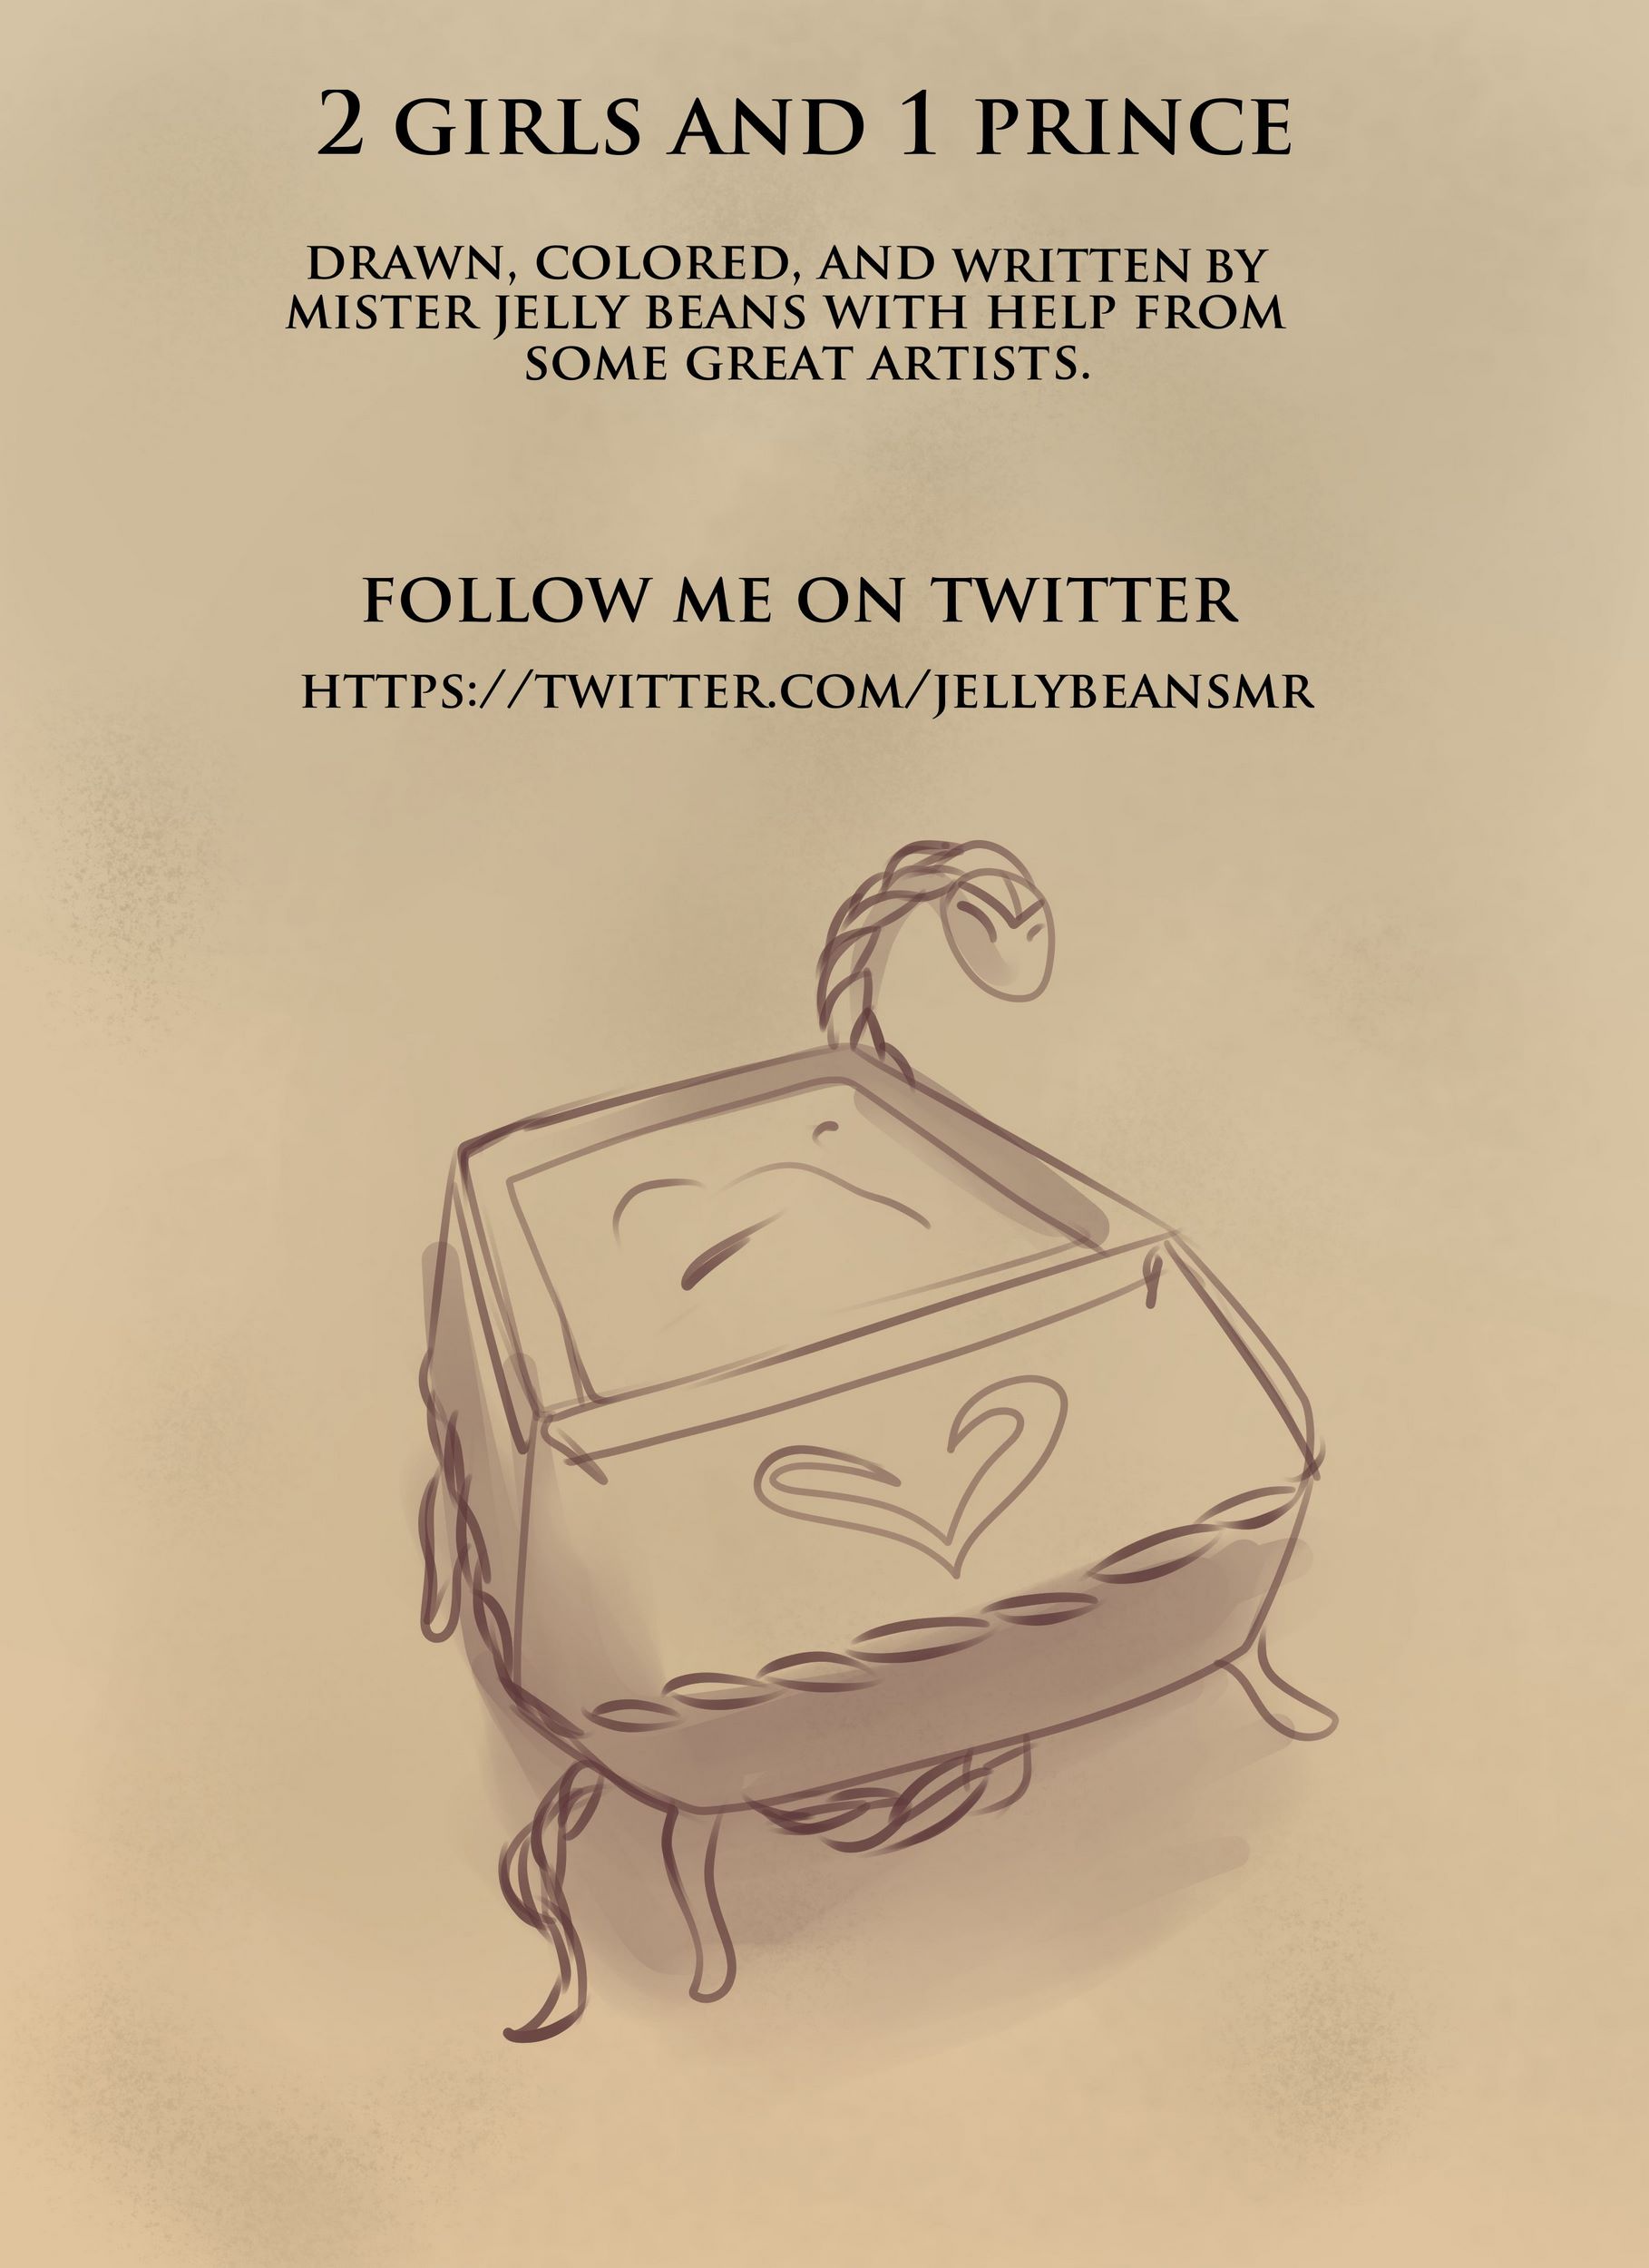 2 GIRLS AND 1 PRINCE
DRAWN, COLORED, AND WRITTEN BY
MISTER JELLY BEANS WITH HELP FROM
SOME GREAT ARTISTS.
FOLLOW ME ON TWITTER
HTTPS://TWITTER.COM/JELLYBEANSMR